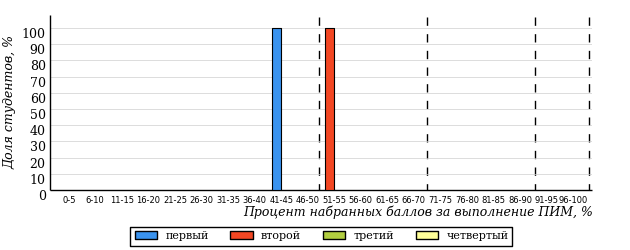 Доля студентов, %
100
90
80
70
60
50
40
30
20
10
0
0-5 6-10 11-15 16-20 21-25 26-30 31-35 36-40 41-45 46-50 51-55 56-60 61-65 66-70 71-75 76-80 81-85 86-90 91-95 96-100
Процент набранных баллов за выполнение ПИМ, %
первый второй третий четвертый